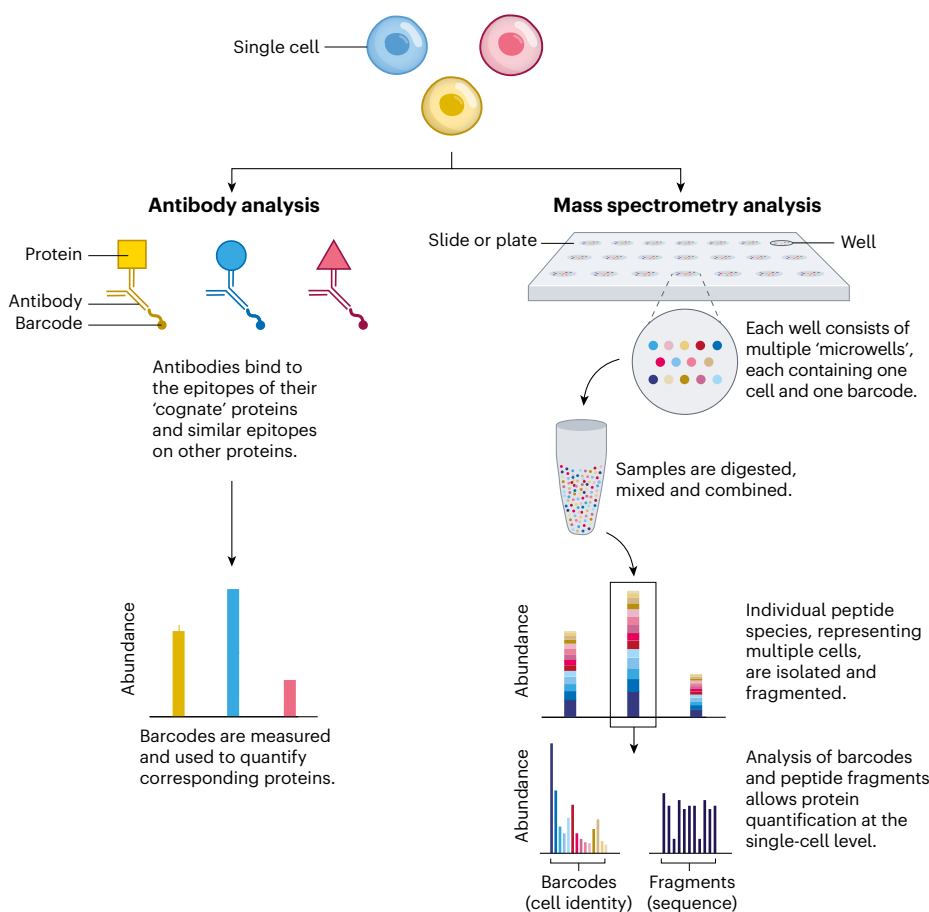 Single cell
Antibody analysis
Protein
Antibody
Barcode
Antibodies bind to
the epitopes of their
‘cognate’ proteins
and similar epitopes
on other proteins.
Abundance
Barcodes are measured
and used to quantify
corresponding proteins.
Mass spectrometry analysis
Slide or plate
Well
Each well consists of
multiple ‘microwells’,
each containing one
cell and one barcode.
Samples are digested,
mixed and combined.
Abundance
Individual peptide
species, representing
multiple cells,
are isolated and
fragmented.
Abundance
Analysis of barcodes
and peptide fragments
allows protein
quantification at the
single-cell level.
Barcodes
(cell identity)
Fragments
(sequence)